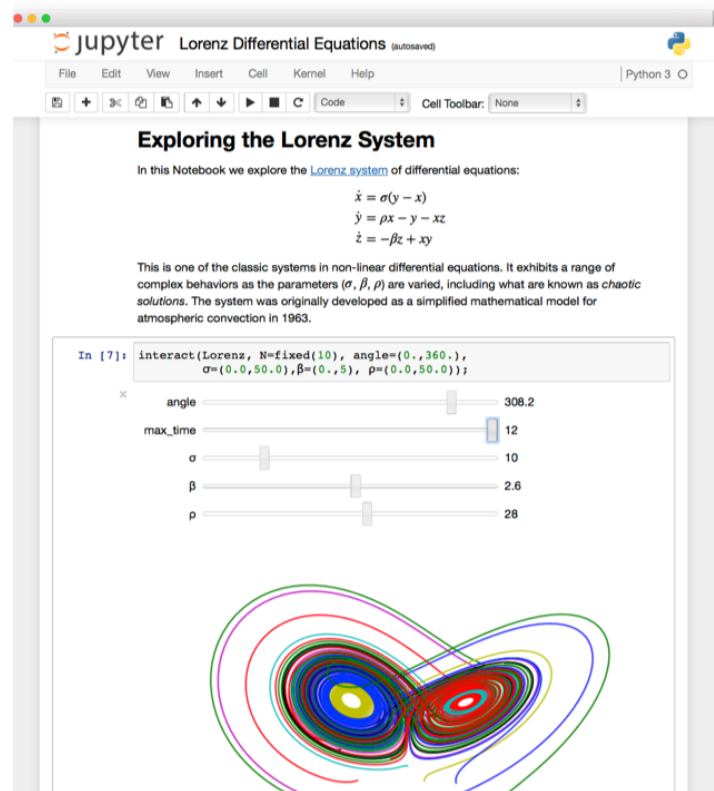 jupyter Lorenz Differential Equations (autosaved)
File Edit View Insert Cell Kernel Help Python 3
Code Cell Toolbar: None
Exploring the Lorenz System
In this Notebook we explore the Lorenz system of differential equations:
ẋ = σ(y − x)
ẏ = ρx − y − xz
ż = −βz + xy
This is one of the classic systems in non-linear differential equations. It exhibits a range of
complex behaviors as the parameters (σ, β, ρ) are varied, including what are known as chaotic
solutions. The system was originally developed as a simplified mathematical model for
atmospheric convection in 1963.
In [7]: interact(Lorenz, N=fixed(10), angle=(0.,360.),
σ=(0.0,50.0),β=(0.,5), ρ=(0.0,50.0));
angle 308.2
max_time 12
σ 10
β 2.6
ρ 28